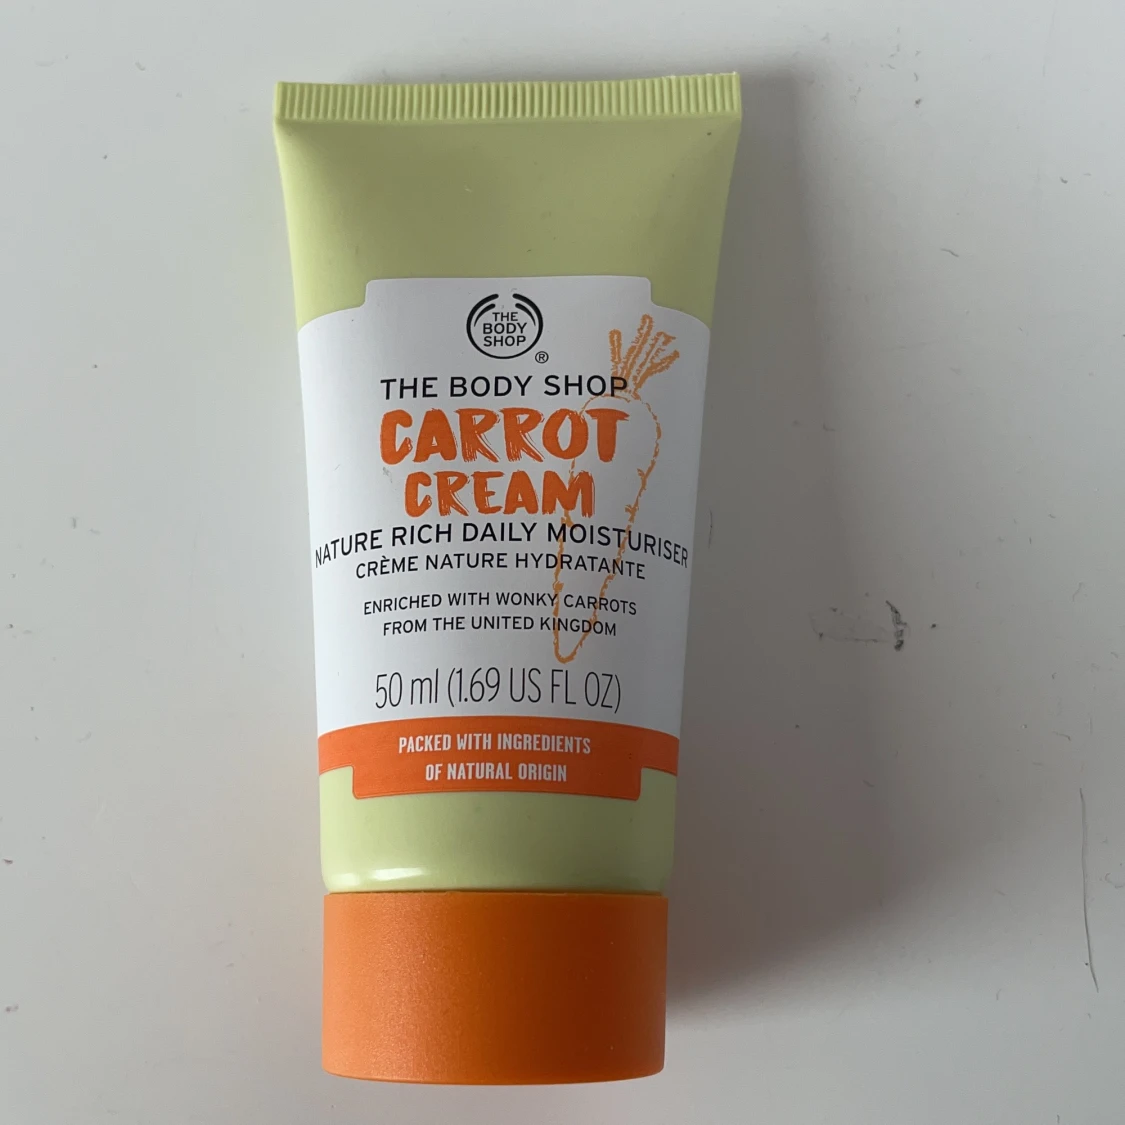 THE
BODY
SHOP
®
THE BODY SHOP
CARROT
CREAM
NATURE RICH DAILY MOISTURISER
CRÈME NATURE HYDRATANTE
ENRICHED WITH WONKY CARROTS
FROM THE UNITED KINGDOM
50 ml (1.69 US FL OZ)
PACKED WITH INGREDIENTS
OF NATURAL ORIGIN